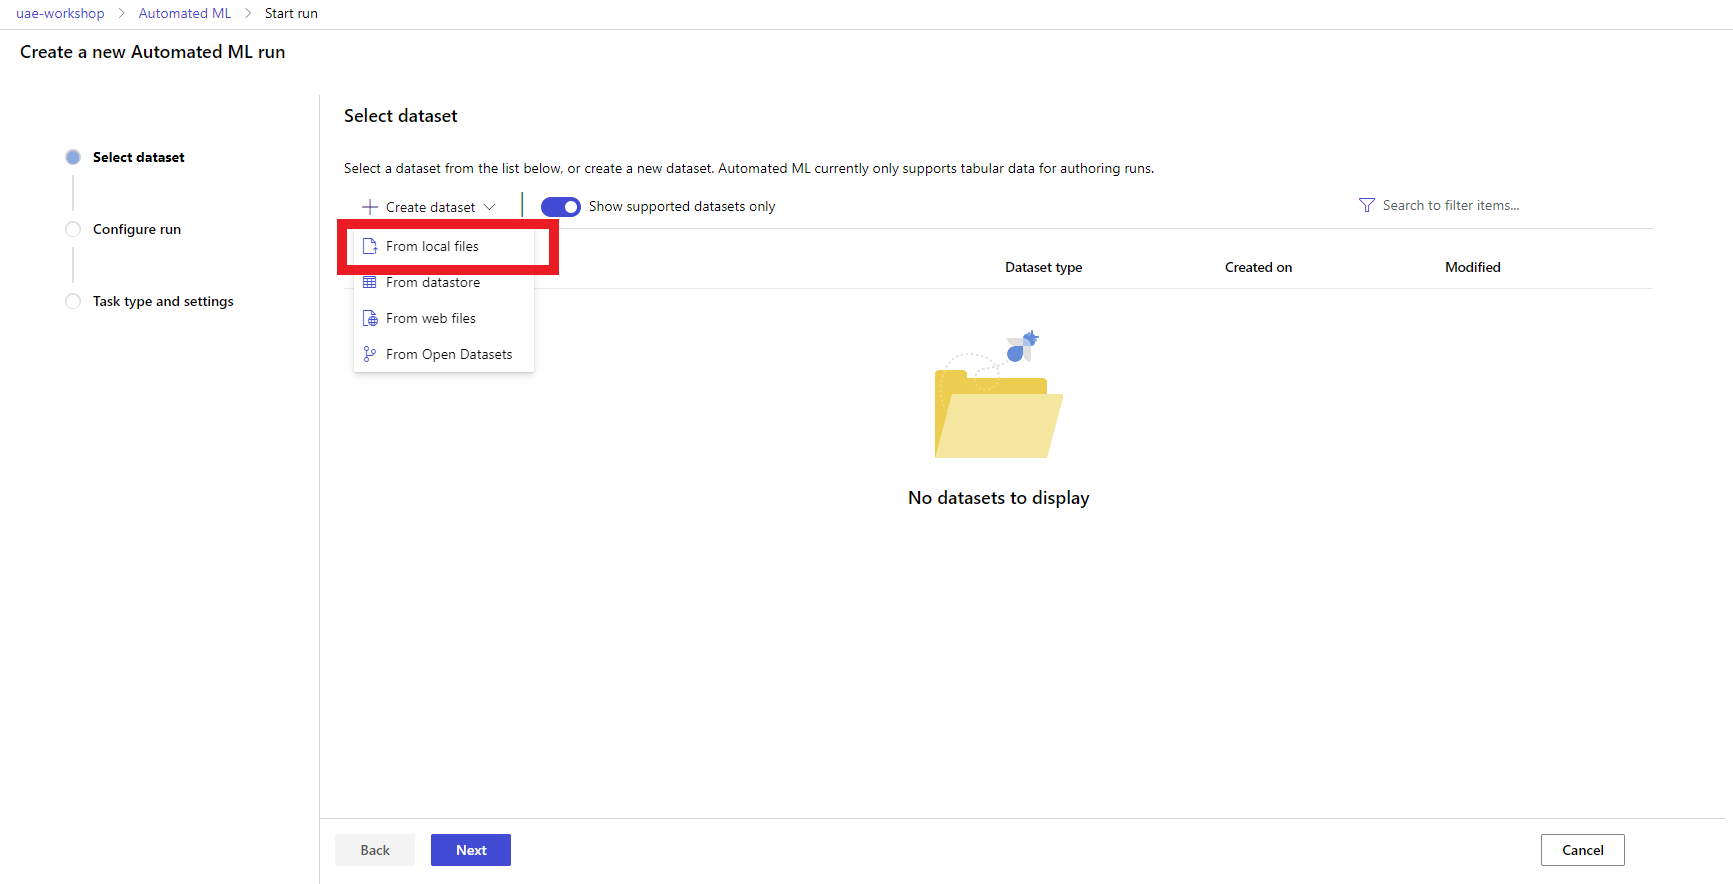 uae-workshop > Automated ML > Start run
Create a new Automated ML run
Select dataset
Configure run
Task type and settings
Select dataset
Select a dataset from the list below, or create a new dataset. Automated ML currently only supports tabular data for authoring runs.
Create dataset
Show supported datasets only
Search to filter items...
From local files
From datastore
From web files
From Open Datasets
Dataset type Created on Modified
No datasets to display
Back Next Cancel